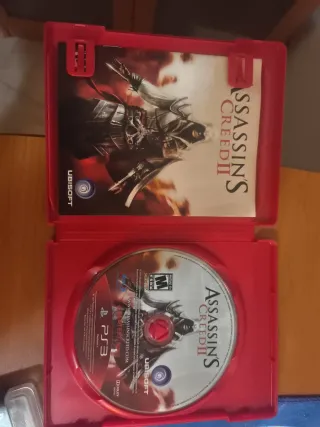 ASSASSIN'S
CREED II
UBISOFT
ASSASSIN'S
CREED II
M
PS3
UBISOFT